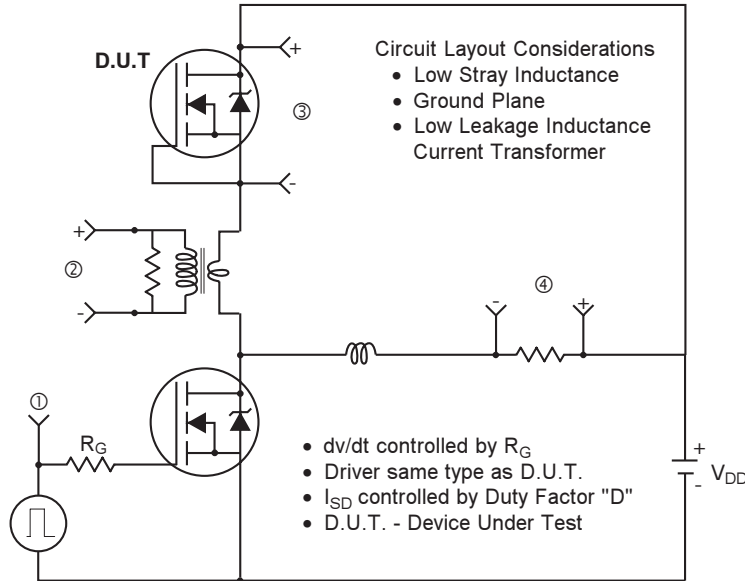 D.U.T
+
Circuit Layout Considerations
• Low Stray Inductance
• Ground Plane
• Low Leakage Inductance
Current Transformer
③
-
+
②
-
④
-
+
①
RG
• dv/dt controlled by RG
• Driver same type as D.U.T.
• ISD controlled by Duty Factor "D"
• D.U.T. - Device Under Test
+
VDD
-